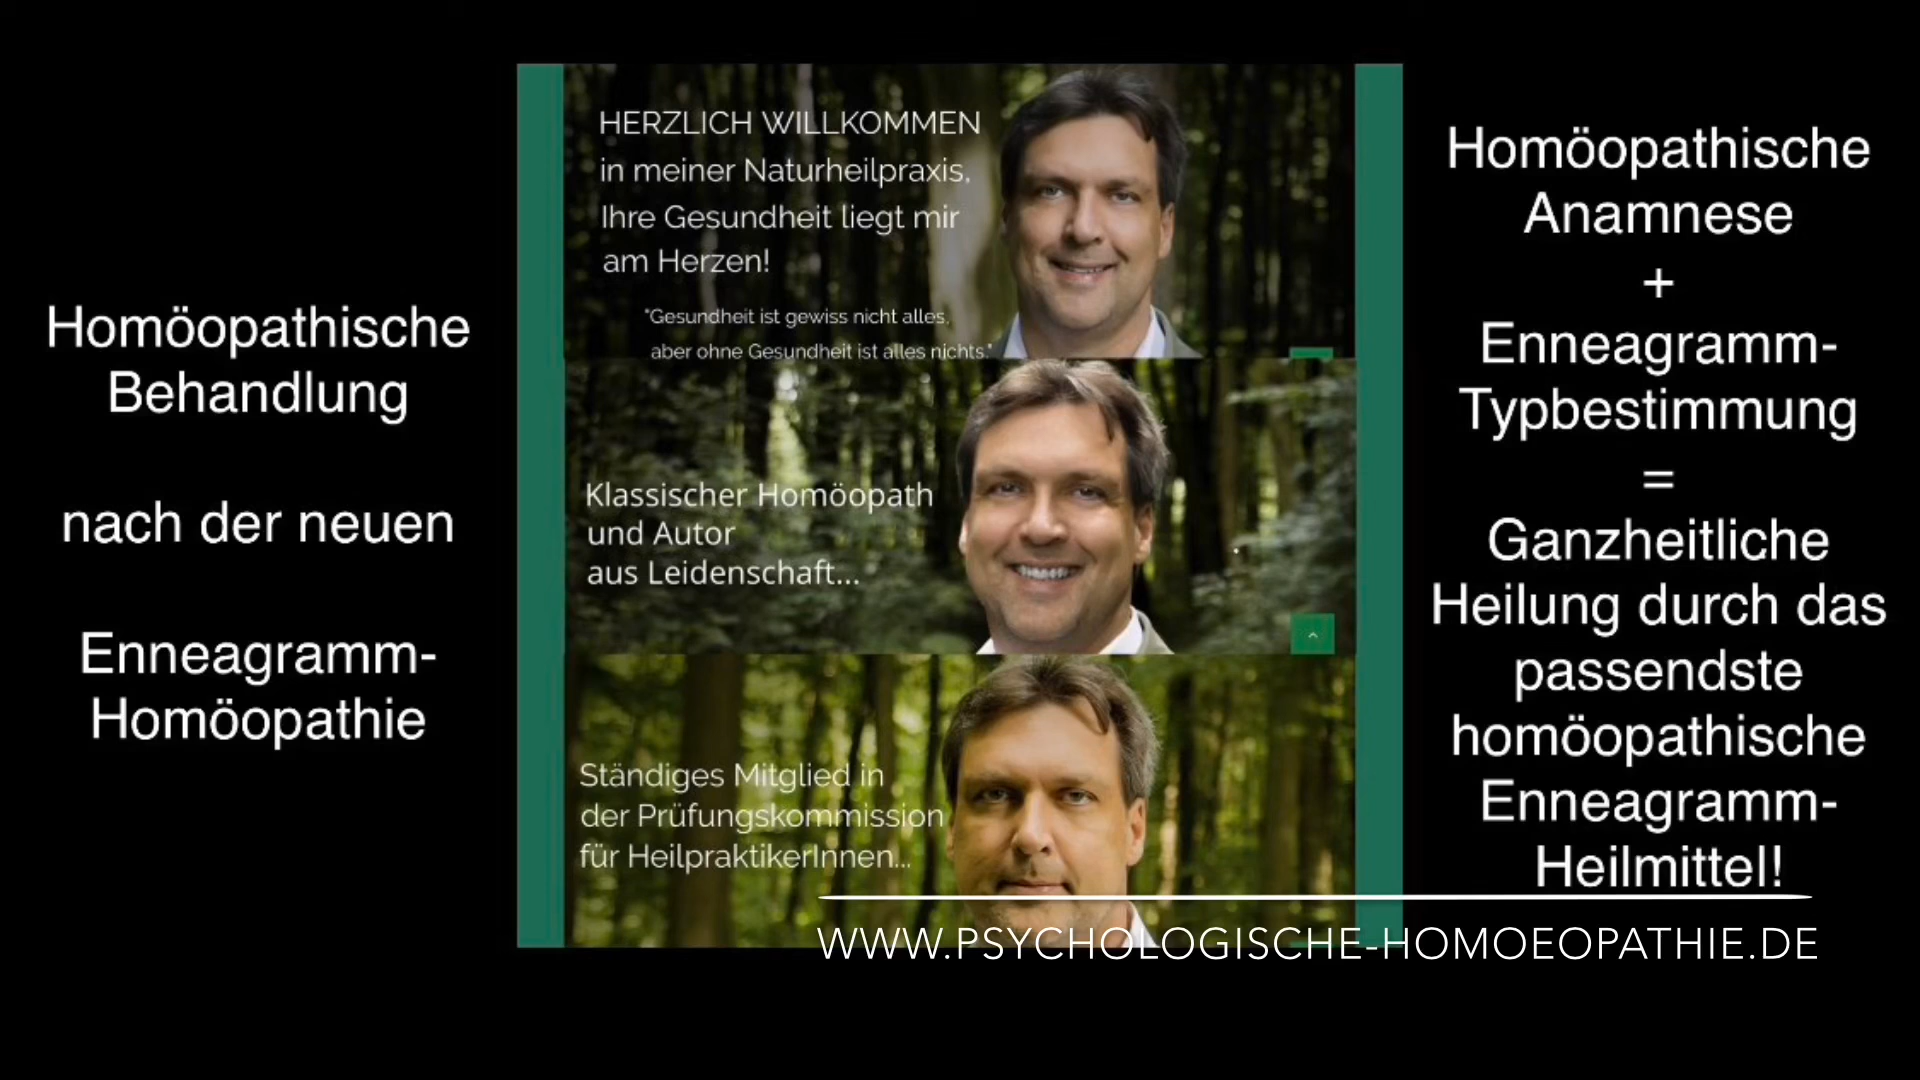 Homöopathische
Behandlung
nach der neuen
Enneagramm-
Homöopathie
HERZLICH WILLKOMMEN
in meiner Naturheilpraxis,
Ihre Gesundheit liegt mir
am Herzen!
"Gesundheit ist gewiss nicht alles,
aber ohne Gesundheit ist alles nichts."
Klassischer Homöopath
und Autor
aus Leidenschaft...
Ständiges Mitglied in
der Prüfungskommission
für HeilpraktikerInnen...
Homöopathische
Anamnese
+
Enneagramm-
Typbestimmung
=
Ganzheitliche
Heilung durch das
passendste
homöopathische
Enneagramm-
Heilmittel!
WWW.PSYCHOLOGISCHE-HOMOEOPATHIE.DE